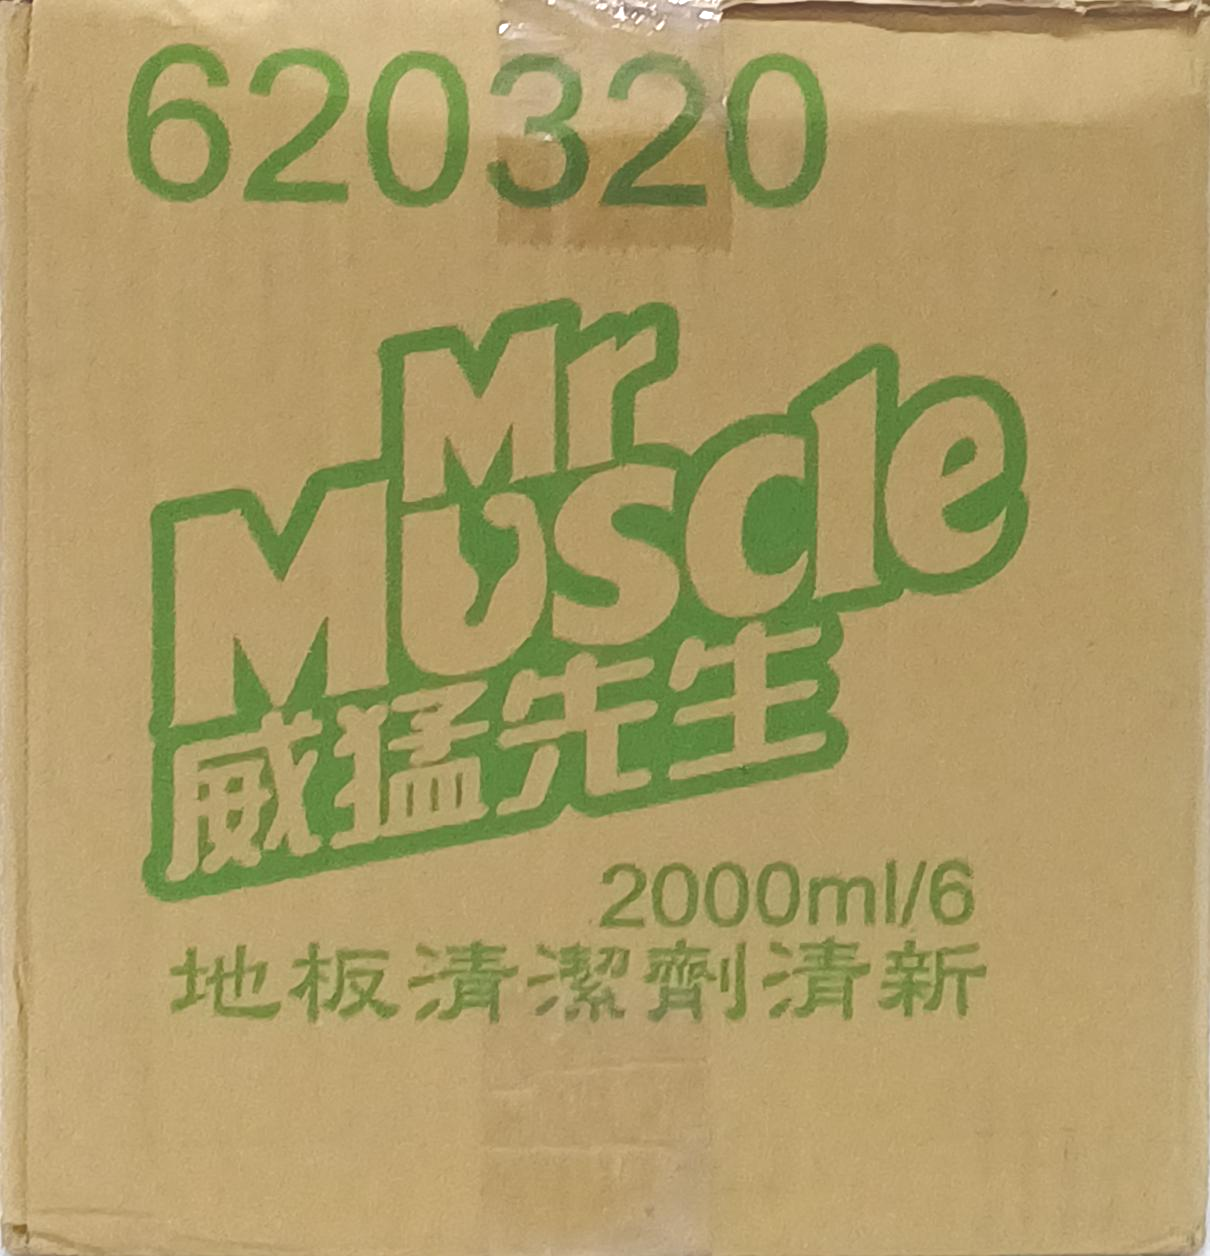 620320
Mr
Muscle
威猛先生
2000ml/6
地板清潔劑清新